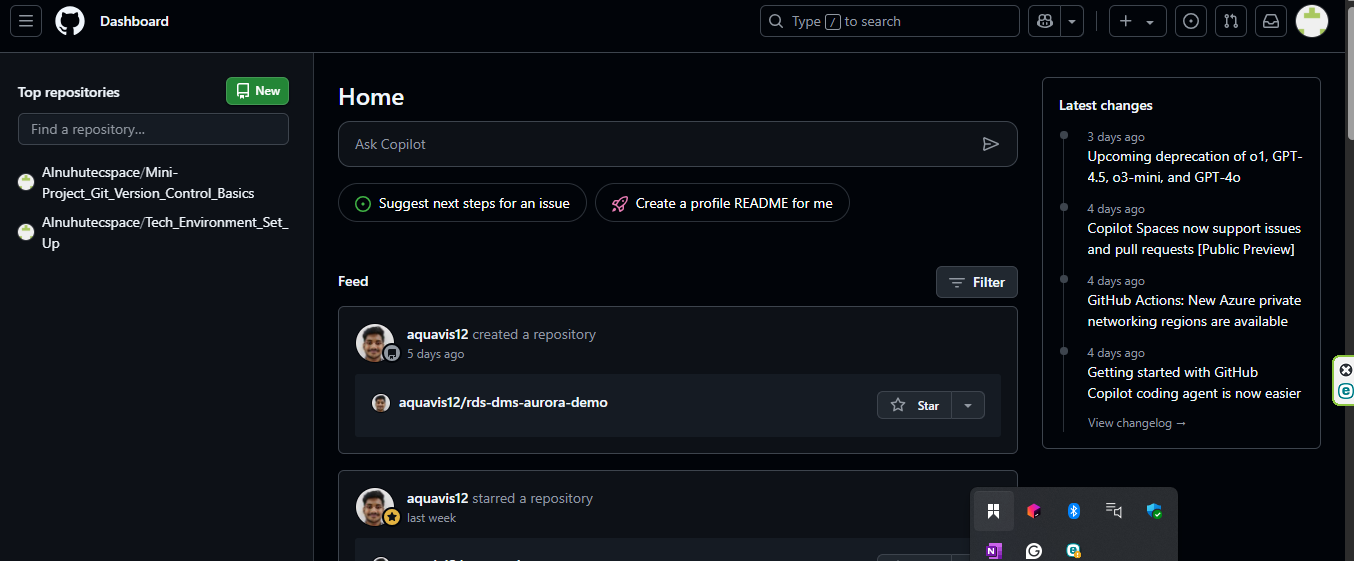 Dashboard
Type / to search
Top repositories
New
Find a repository...
Alnuhutecspace/Mini-
Project_Git_Version_Control_Basics
Alnuhutecspace/Tech_Environment_Set_
Up
Home
Ask Copilot
Suggest next steps for an issue
Create a profile README for me
Feed
Filter
aquavis12 created a repository
5 days ago
aquavis12/rds-dms-aurora-demo
Star
aquavis12 starred a repository
last week
Latest changes
3 days ago
Upcoming deprecation of o1, GPT-
4.5, o3-mini, and GPT-4o
4 days ago
Copilot Spaces now support issues
and pull requests [Public Preview]
4 days ago
GitHub Actions: New Azure private
networking regions are available
4 days ago
Getting started with GitHub
Copilot coding agent is now easier
View changelog →